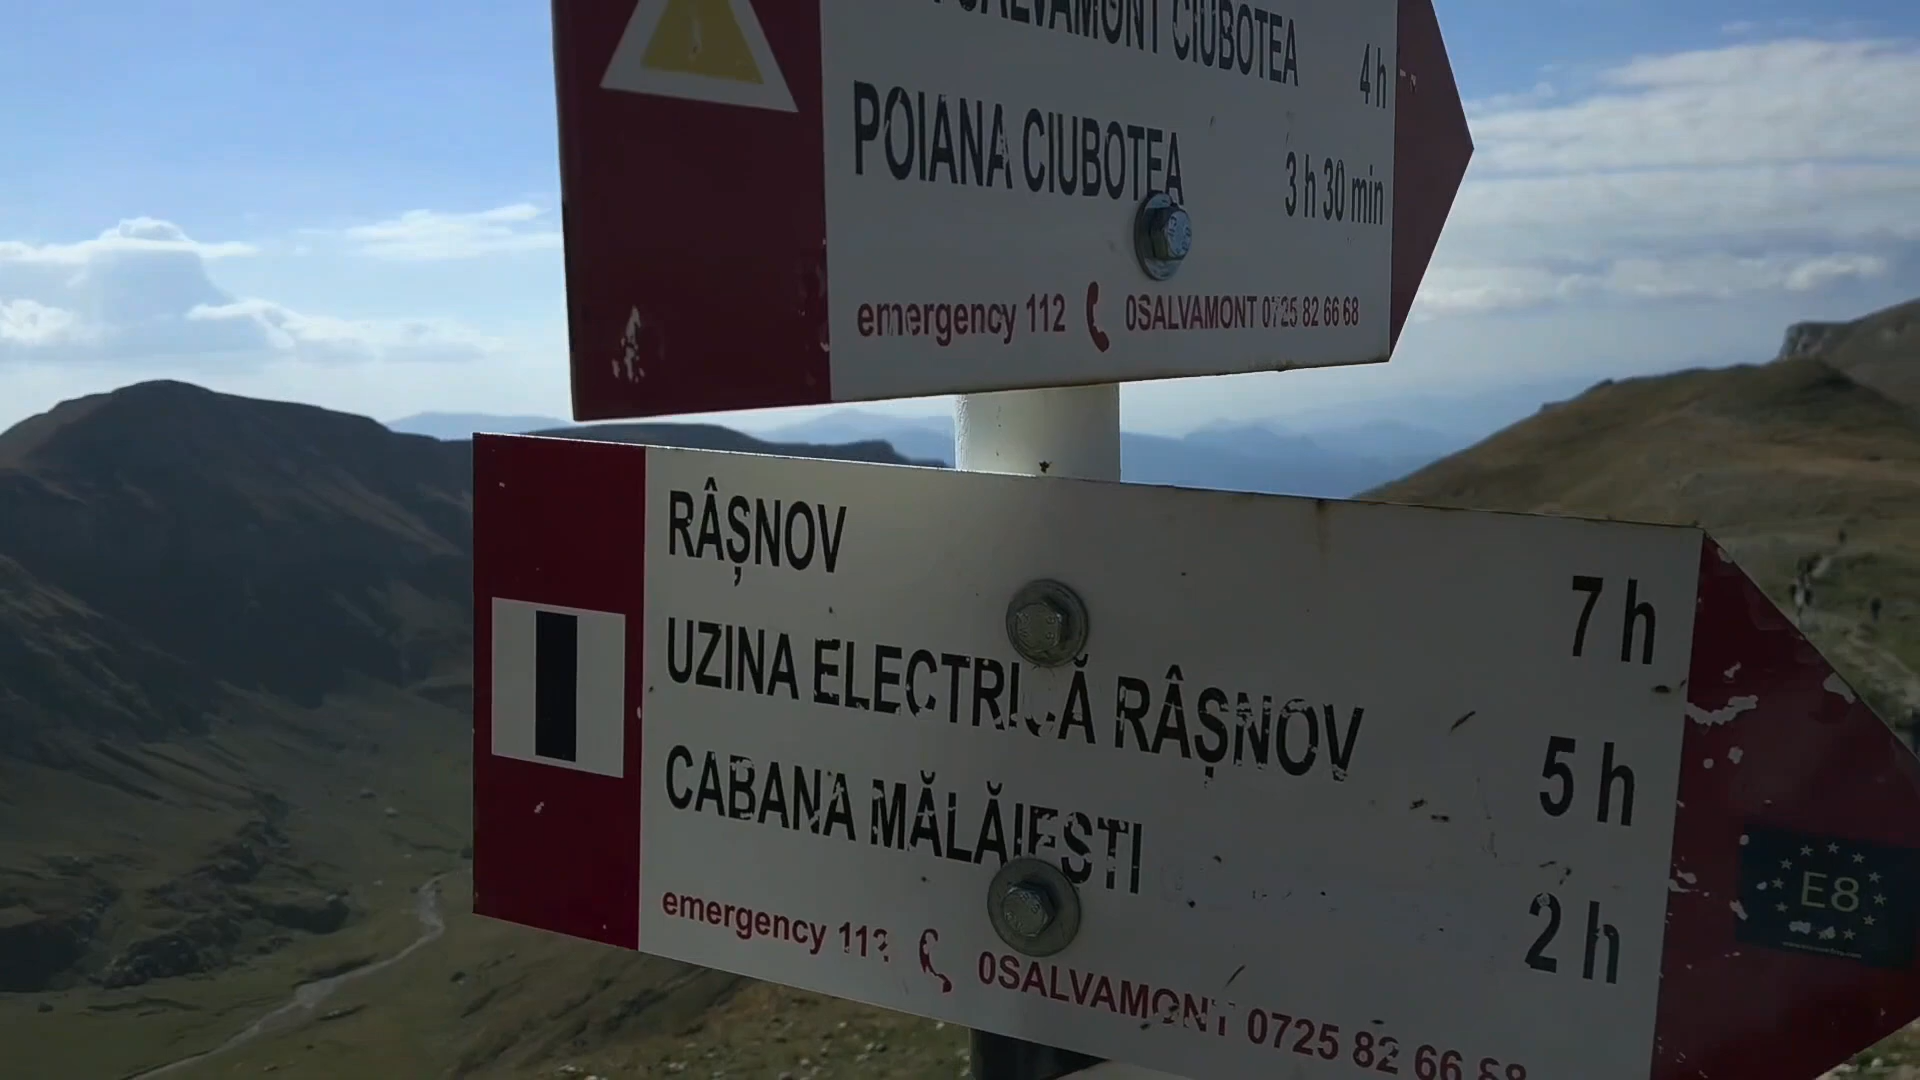 SALVAMONT CIUBOTEA 4 h
POIANA CIUBOTEA 3 h 30 min
emergency 112 0SALVAMONT 0725 82 66 68
RÂȘNOV 7 h
UZINA ELECTRICĂ RÂȘNOV 5 h
CABANA MĂLĂIEȘTI 2 h
emergency 112 0SALVAMONT 0725 82 66 68
E8